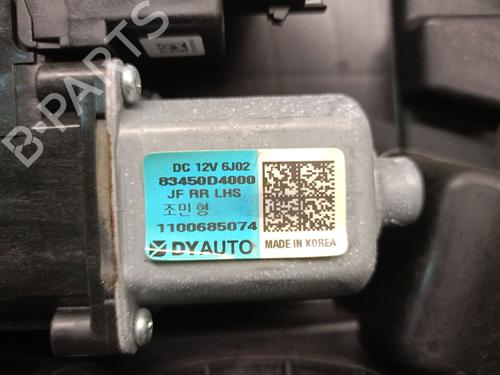 B-PARTS
DC 12V 6J02
83450D4000
JF RR LHS
조민형
1100685074
DYAUTO
MADE IN KOREA